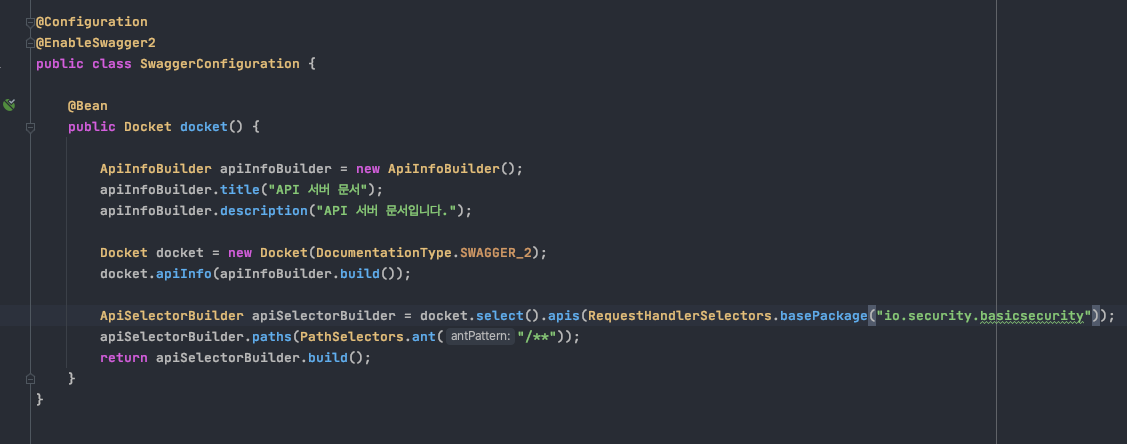 @Configuration
@EnableSwagger2
public class SwaggerConfiguration {
@Bean
public Docket docket() {
ApiInfoBuilder apiInfoBuilder = new ApiInfoBuilder();
apiInfoBuilder.title("API 서버 문서");
apiInfoBuilder.description("API 서버 문서입니다.");
Docket docket = new Docket(DocumentationType.SWAGGER_2);
docket.apiInfo(apiInfoBuilder.build());
ApiSelectorBuilder apiSelectorBuilder = docket.select().apis(RequestHandlerSelectors.basePackage("io.security.basicsecurity"));
apiSelectorBuilder.paths(PathSelectors.ant( antPattern: "/**"));
return apiSelectorBuilder.build();
}
}